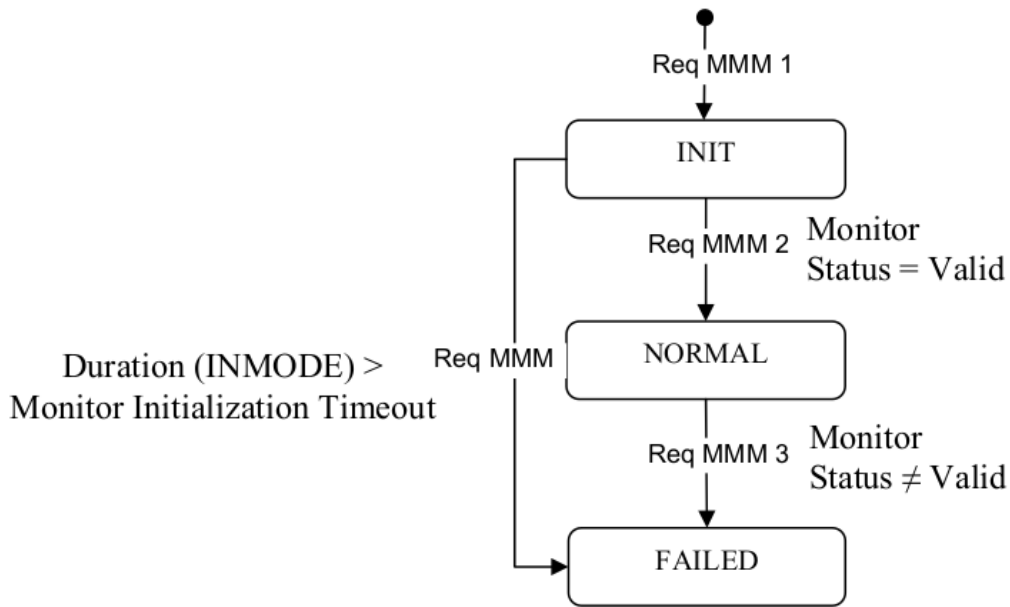 Req MMM 1
INIT
Req MMM 2
Monitor
Status = Valid
Duration (INMODE) >
Monitor Initialization Timeout
Req MMM
NORMAL
Req MMM 3
Monitor
Status ≠ Valid
FAILED